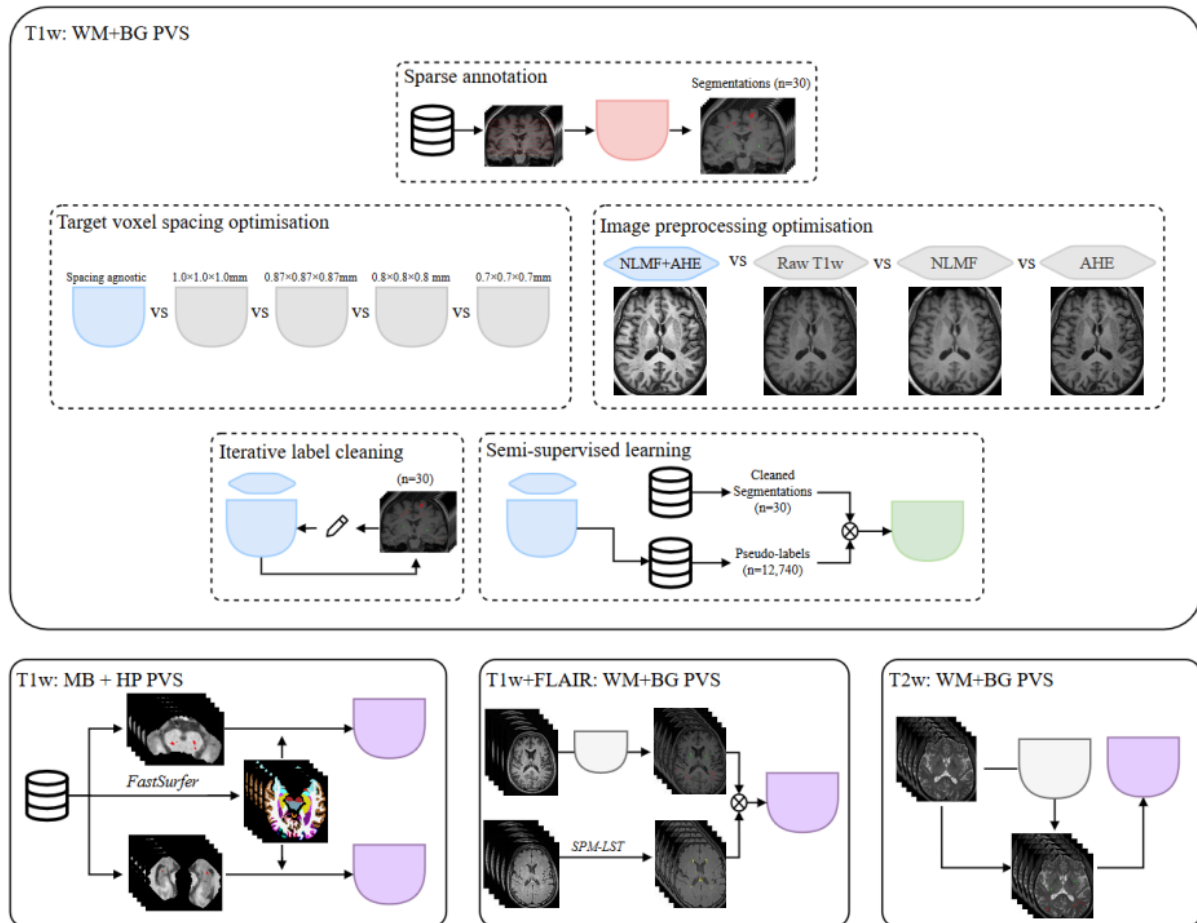 T1w: WM+BG PVS
Sparse annotation
Segmentations (n=30)
Target voxel spacing optimisation
Spacing agnostic
1.0×1.0×1.0mm
0.87×0.87×0.87mm
0.8×0.8×0.8 mm
0.7×0.7×0.7mm
vs
vs
vs
vs
Image preprocessing optimisation
NLMF+AHE
vs
Raw T1w
vs
NLMF
vs
AHE
Iterative label cleaning
(n=30)
Semi-supervised learning
Cleaned
Segmentations
(n=30)
Pseudo-labels
(n=12,740)
T1w: MB + HP PVS
FastSurfer
T1w+FLAIR: WM+BG PVS
SPM-LST
T2w: WM+BG PVS